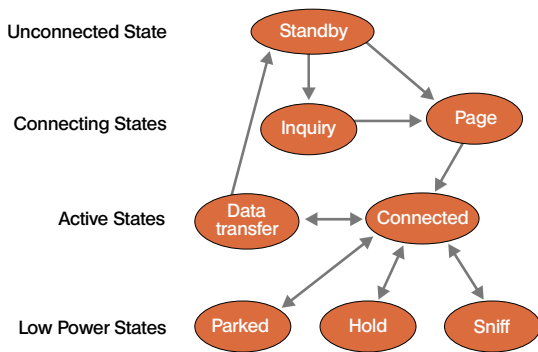 Unconnected State
Standby
Connecting States
Inquiry
Page
Active States
Data
transfer
Connected
Low Power States
Parked
Hold
Sniff